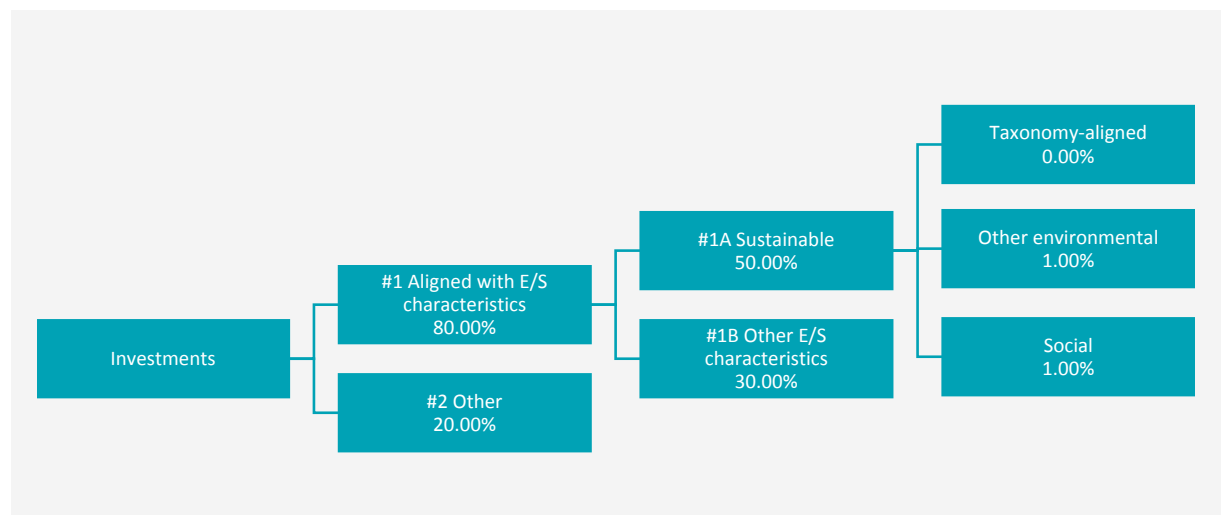 Investments
#1 Aligned with E/S
characteristics
80.00%
#2 Other
20.00%
#1A Sustainable
50.00%
#1B Other E/S
characteristics
30.00%
Taxonomy-aligned
0.00%
Other environmental
1.00%
Social
1.00%